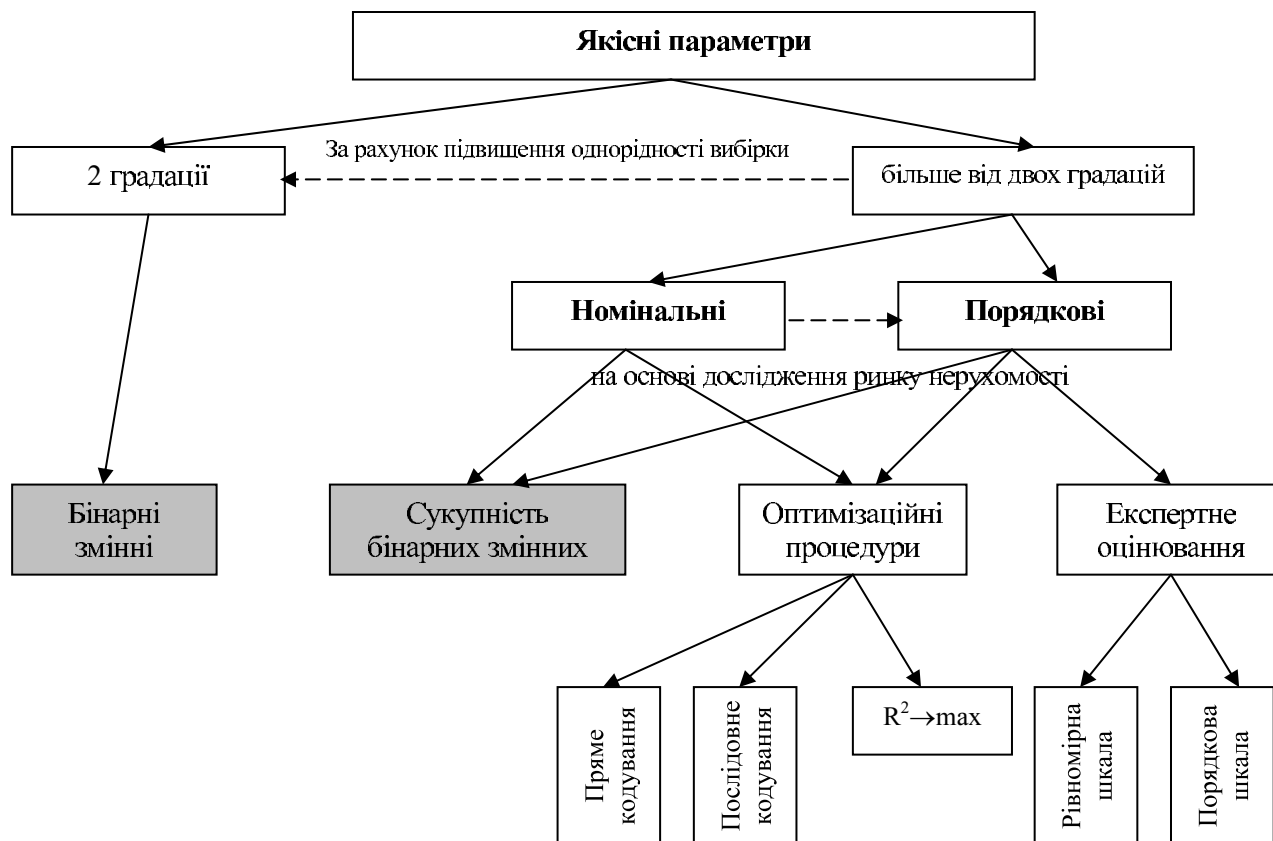 Якісні параметри
За рахунок підвищення однорідності вибірки
2 градації
більше від двох градацій
Номінальні
Порядкові
на основі дослідження ринку нерухомості
Бінарні
змінні
Сукупність
бінарних змінних
Оптимізаційні
процедури
Експертне
оцінювання
Пряме
кодування
Послідовне
кодування
R²→max
Рівномірна
шкала
Порядкова
шкала